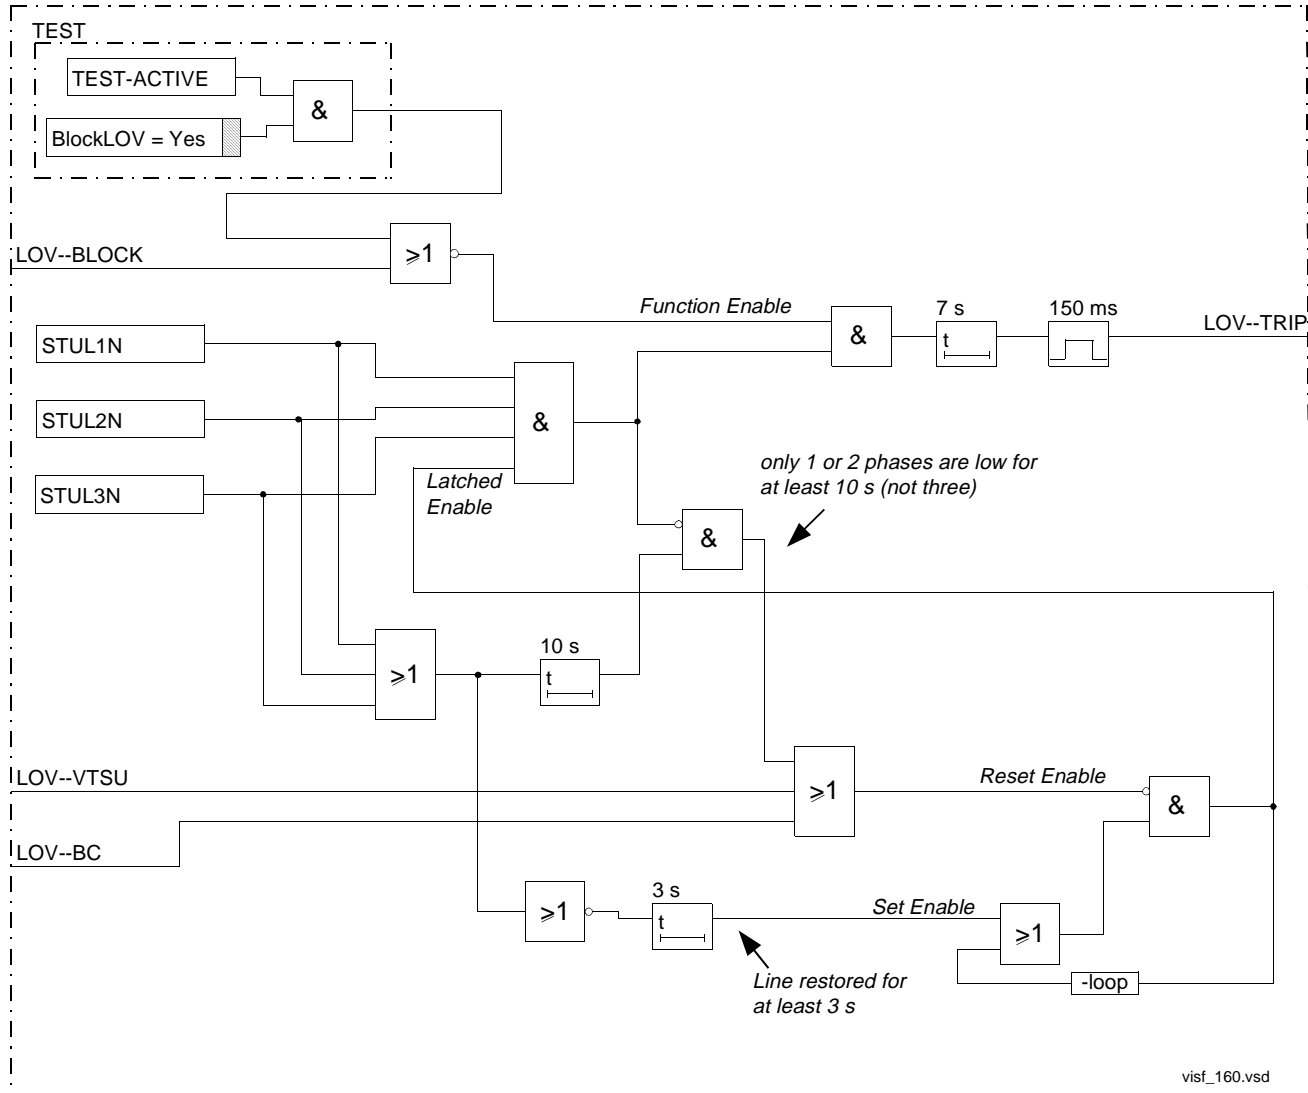 TEST
TEST-ACTIVE
&
BlockLOV = Yes
LOV--BLOCK
≥1
Function Enable
7 s
150 ms
LOV--TRIP
&
t
STUL1N
STUL2N
&
STUL3N
Latched
Enable
only 1 or 2 phases are low for
at least 10 s (not three)
&
10 s
≥1
t
LOV--VTSU
≥1
Reset Enable
&
LOV--BC
3 s
≥1
t
Set Enable
≥1
Line restored for
at least 3 s
-loop
visf_160.vsd